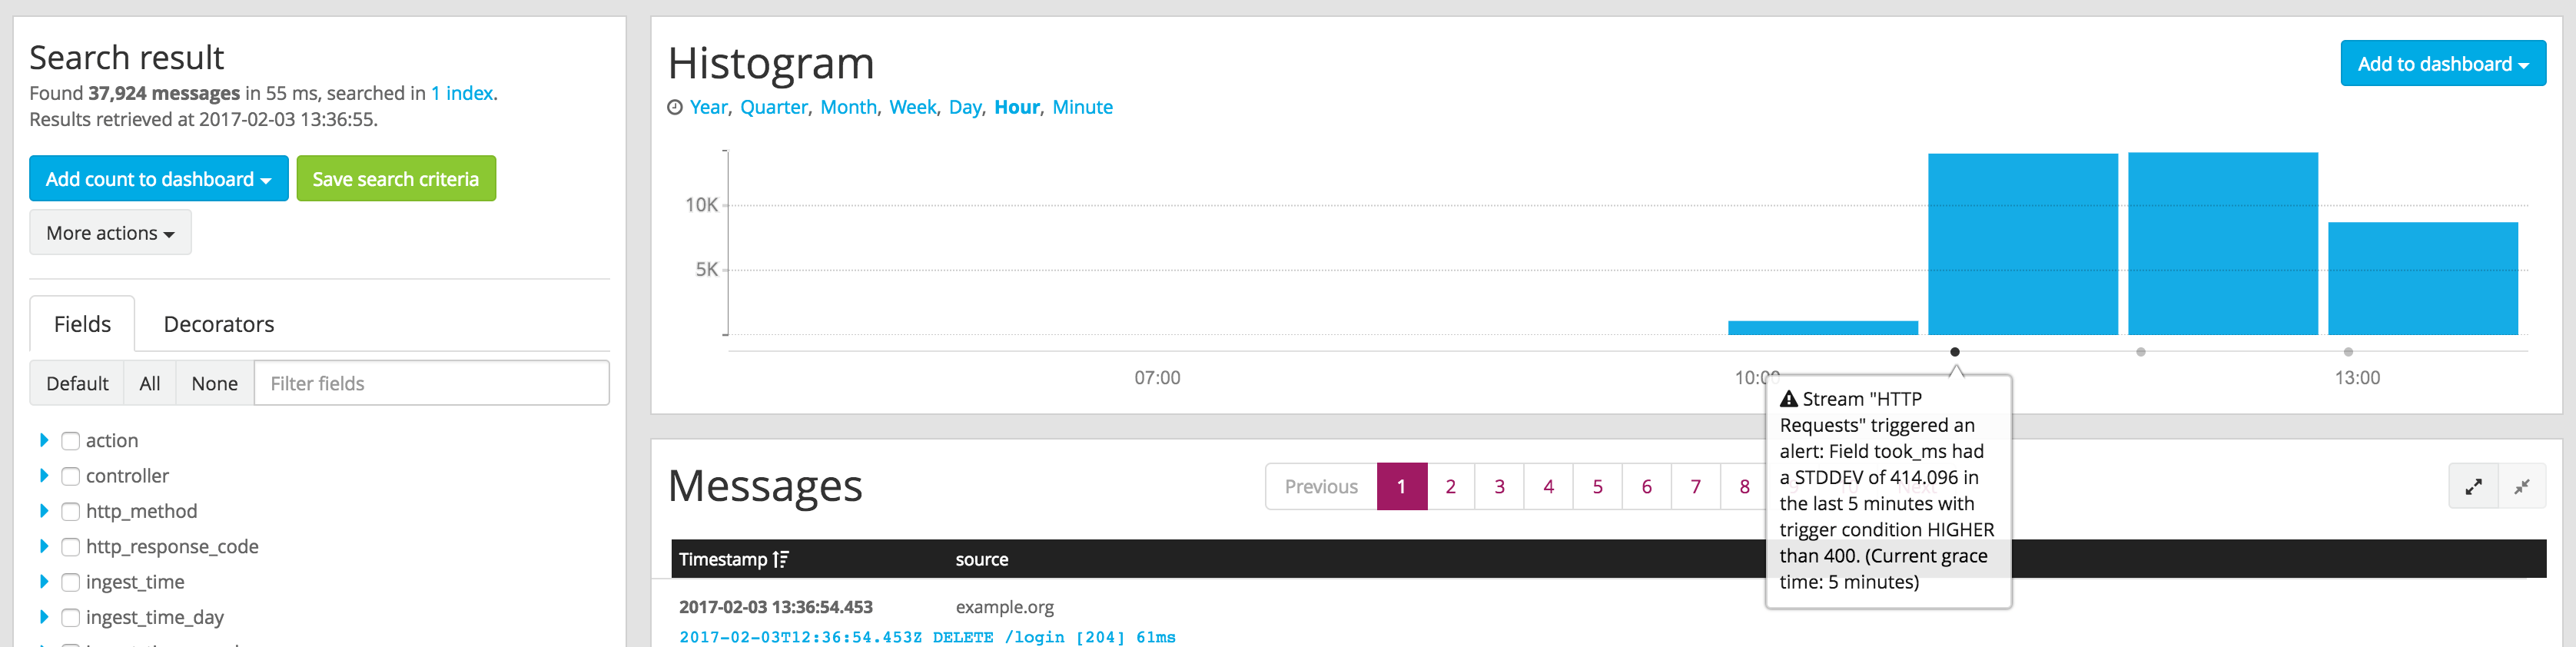 Search result
Found 37,924 messages in 55 ms, searched in 1 index.
Results retrieved at 2017-02-03 13:36:55.
Add count to dashboard
Save search criteria
More actions
Fields
Decorators
Default
All
None
Filter fields
action
controller
http_method
http_response_code
ingest_time
ingest_time_day
Histogram
Add to dashboard
Year, Quarter, Month, Week, Day, Hour, Minute
10K
5K
07:00
10:00
13:00
Stream "HTTP
Requests" triggered an
alert: Field took_ms had
a STDDEV of 414.096 in
the last 5 minutes with
trigger condition HIGHER
than 400. (Current grace
time: 5 minutes)
Messages
Previous 1 2 3 4 5 6 7 8 Next
Timestamp source
2017-02-03 13:36:54.453 example.org
2017-02-03T12:36:54.453Z DELETE /login [204] 61ms